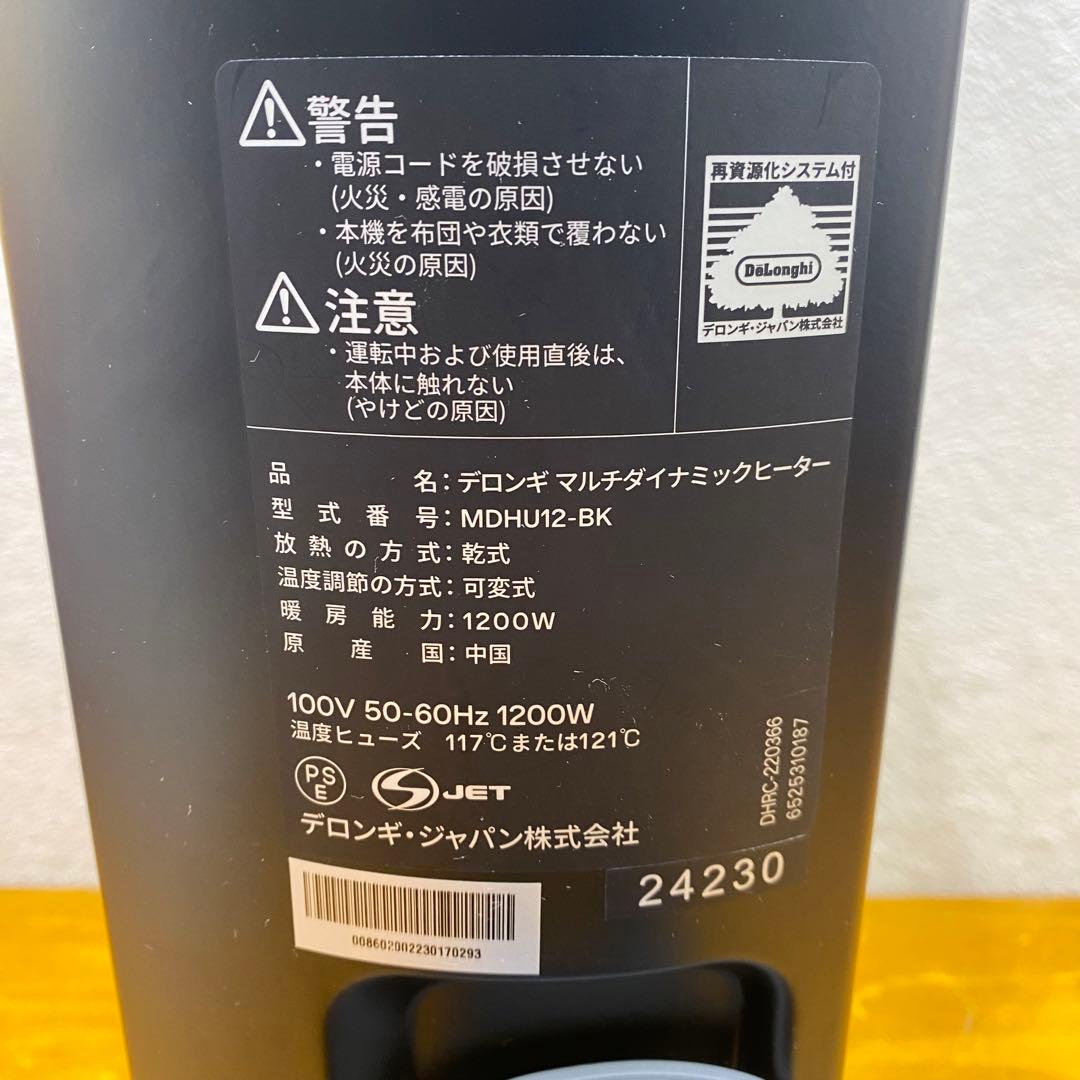 警告
・電源コードを破損させない
(火災・感電の原因)
・本機を布団や衣類で覆わない
(火災の原因)
注意
・運転中および使用直後は、
本体に触れない
(やけどの原因)
再資源化システム付
DēLonghi
デロンギ・ジャパン株式会社
品名：デロンギ マルチダイナミックヒーター
型式番号：MDHU12-BK
放熱の方式：乾式
温度調節の方式：可変式
暖房能力：1200W
原産国：中国
100V 50-60Hz 1200W
温度ヒューズ 117℃または121℃
PSE
S JET
デロンギ・ジャパン株式会社
DHRC-220366
6525310187
24230
008602002230170293